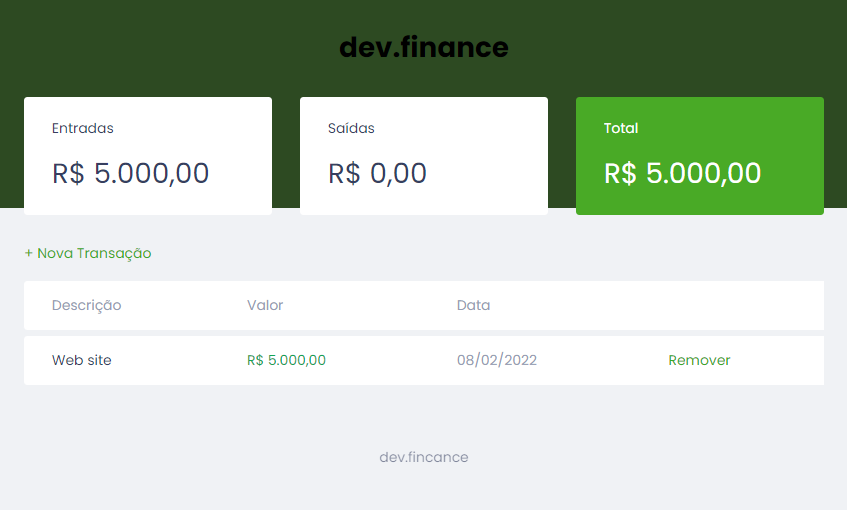 dev.finance
Entradas
R$ 5.000,00
Saídas
R$ 0,00
Total
R$ 5.000,00
+ Nova Transação
Descrição Valor Data
Web site R$ 5.000,00 08/02/2022 Remover
dev.fincance